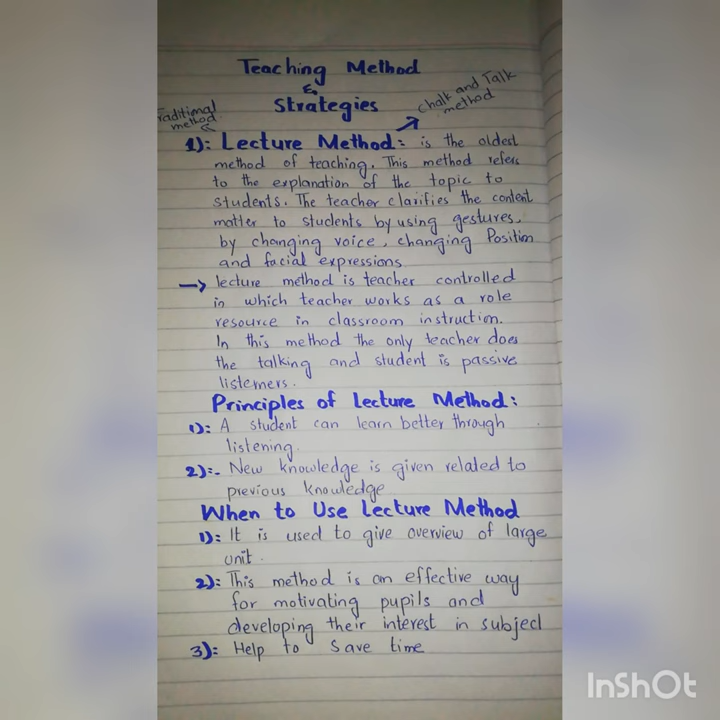 Teaching Method
&
Strategies
Traditional method
Chalk and Talk method
1): Lecture Method: is the oldest
method of teaching. This method refers
to the explanation of the topic to
students. The teacher clarifies the content
matter to students by using gestures,
by changing voice, changing Position
and facial expressions
→ lecture method is teacher controlled
in which teacher works as a role
resource in classroom instruction.
In this method the only teacher does
the talking and student is passive
listerners.
Principles of Lecture Method:
1): A student can learn better through
listening.
2):- New knowledge is given related to
previous knowledge
When to Use Lecture Method
1): It is used to give overview of large
unit.
2): This method is an effective way
for motivating pupils and
developing their interest in subject
3): Help to save time
InShOt